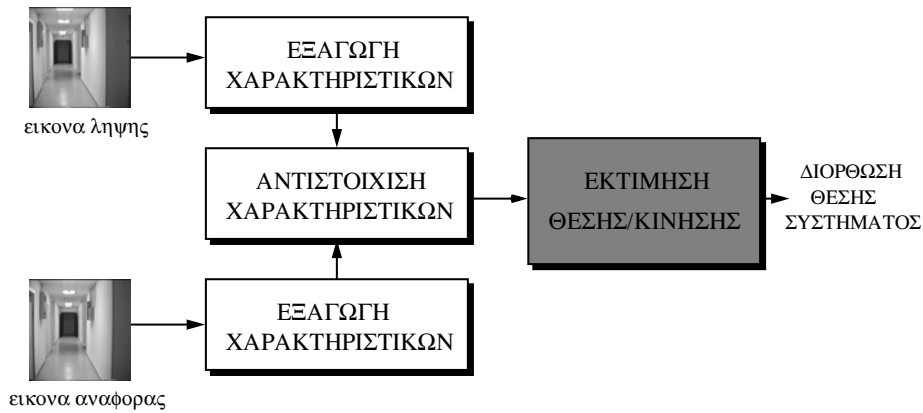 ΕΞΑΓΩΓΗ
ΧΑΡΑΚΤΗΡΙΣΤΙΚΩΝ
εικονα ληψης
ΑΝΤΙΣΤΟΙΧΙΣΗ
ΧΑΡΑΚΤΗΡΙΣΤΙΚΩΝ
ΕΚΤΙΜΗΣΗ
ΘΕΣΗΣ/ΚΙΝΗΣΗΣ
ΔΙΟΡΘΩΣΗ
ΘΕΣΗΣ
ΣΥΣΤΗΜΑΤΟΣ
ΕΞΑΓΩΓΗ
ΧΑΡΑΚΤΗΡΙΣΤΙΚΩΝ
εικονα αναφορας